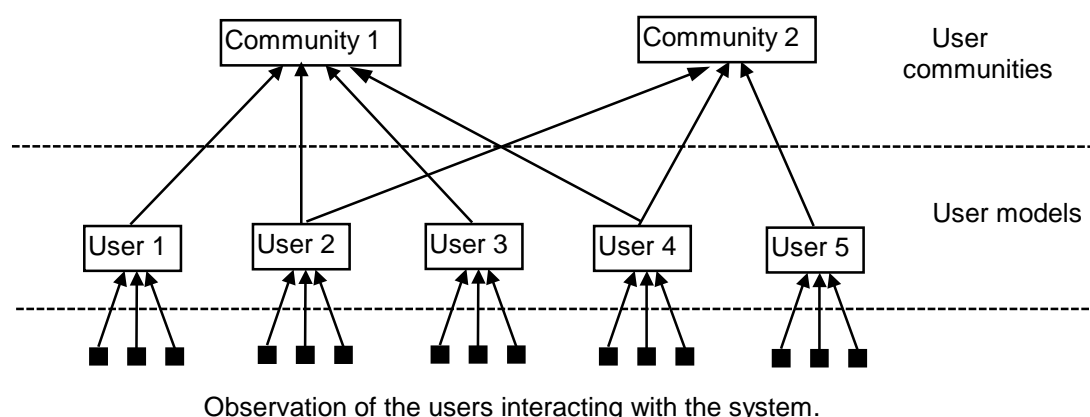 Community 1
Community 2
User
communities
User models
User 1
User 2
User 3
User 4
User 5
Observation of the users interacting with the system.